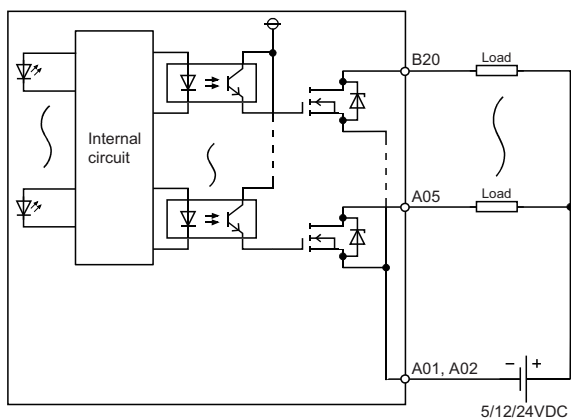 B20
Load
Internal
circuit
A05
Load
A01, A02
− +
5/12/24VDC